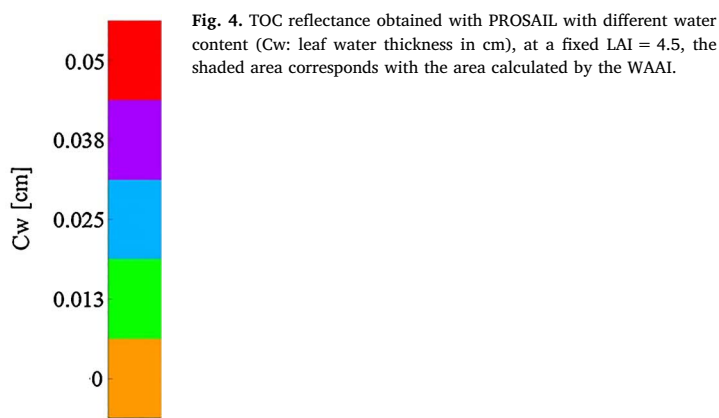 Fig. 4. TOC reflectance obtained with PROSAIL with different water
content (Cw: leaf water thickness in cm), at a fixed LAI = 4.5, the
shaded area corresponds with the area calculated by the WAAI.
0.05
0.038
0.025
0.013
0
Cw [cm]